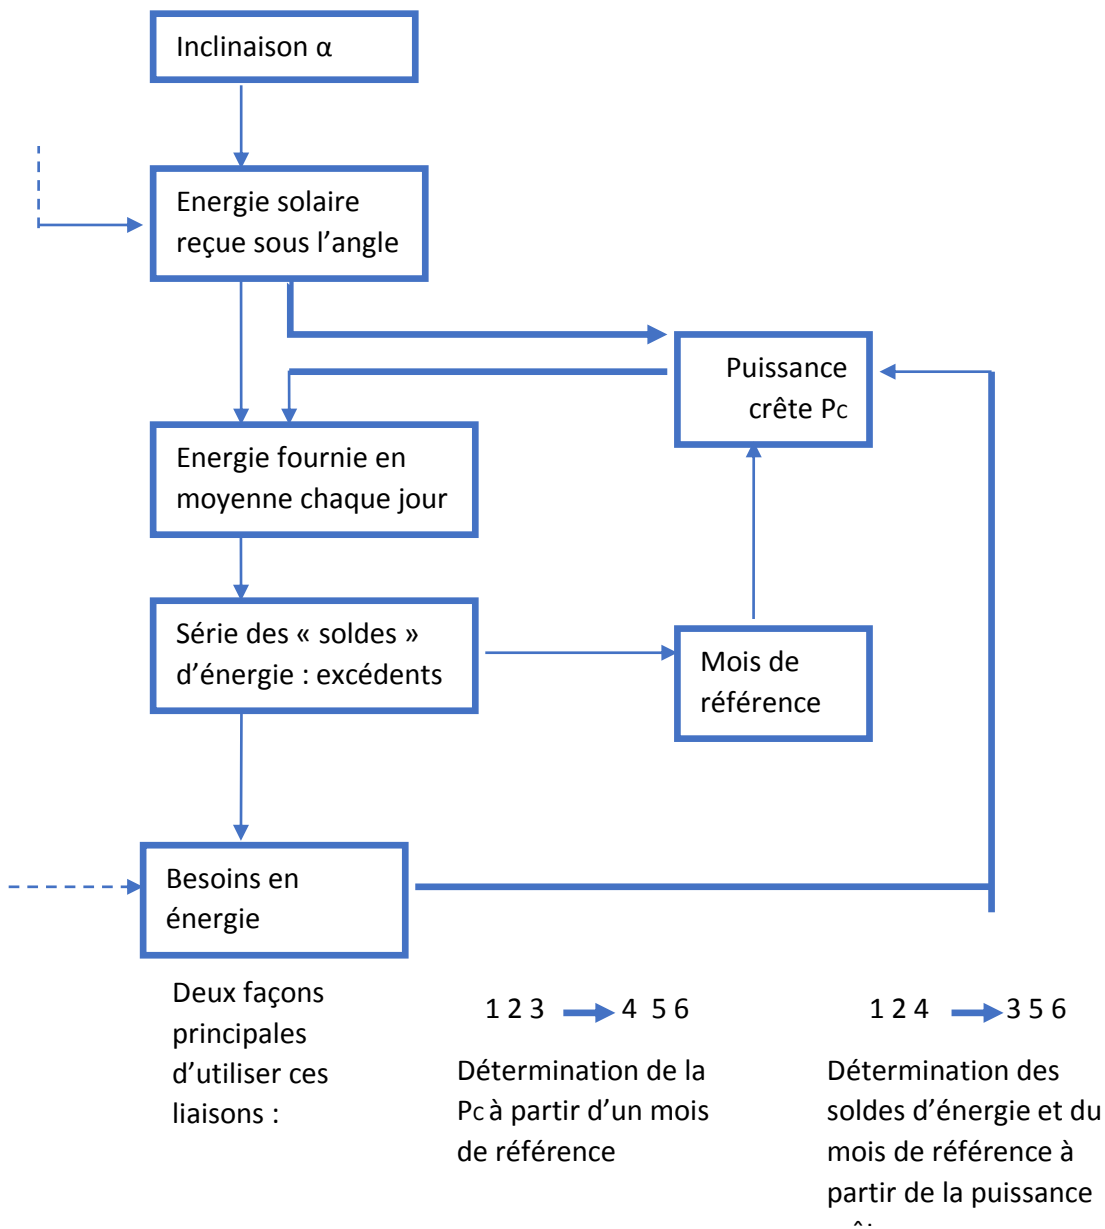 Inclinaison α
Energie solaire
reçue sous l’angle
Puissance
crête Pc
Energie fournie en
moyenne chaque jour
Série des « soldes »
d’énergie : excédents
Mois de
référence
Besoins en
énergie
Deux façons
principales
d’utiliser ces
liaisons :
1 2 3 4 5 6
Détermination de la
Pc à partir d’un mois
de référence
1 2 4 3 5 6
Détermination des
soldes d’énergie et du
mois de référence à
partir de la puissance